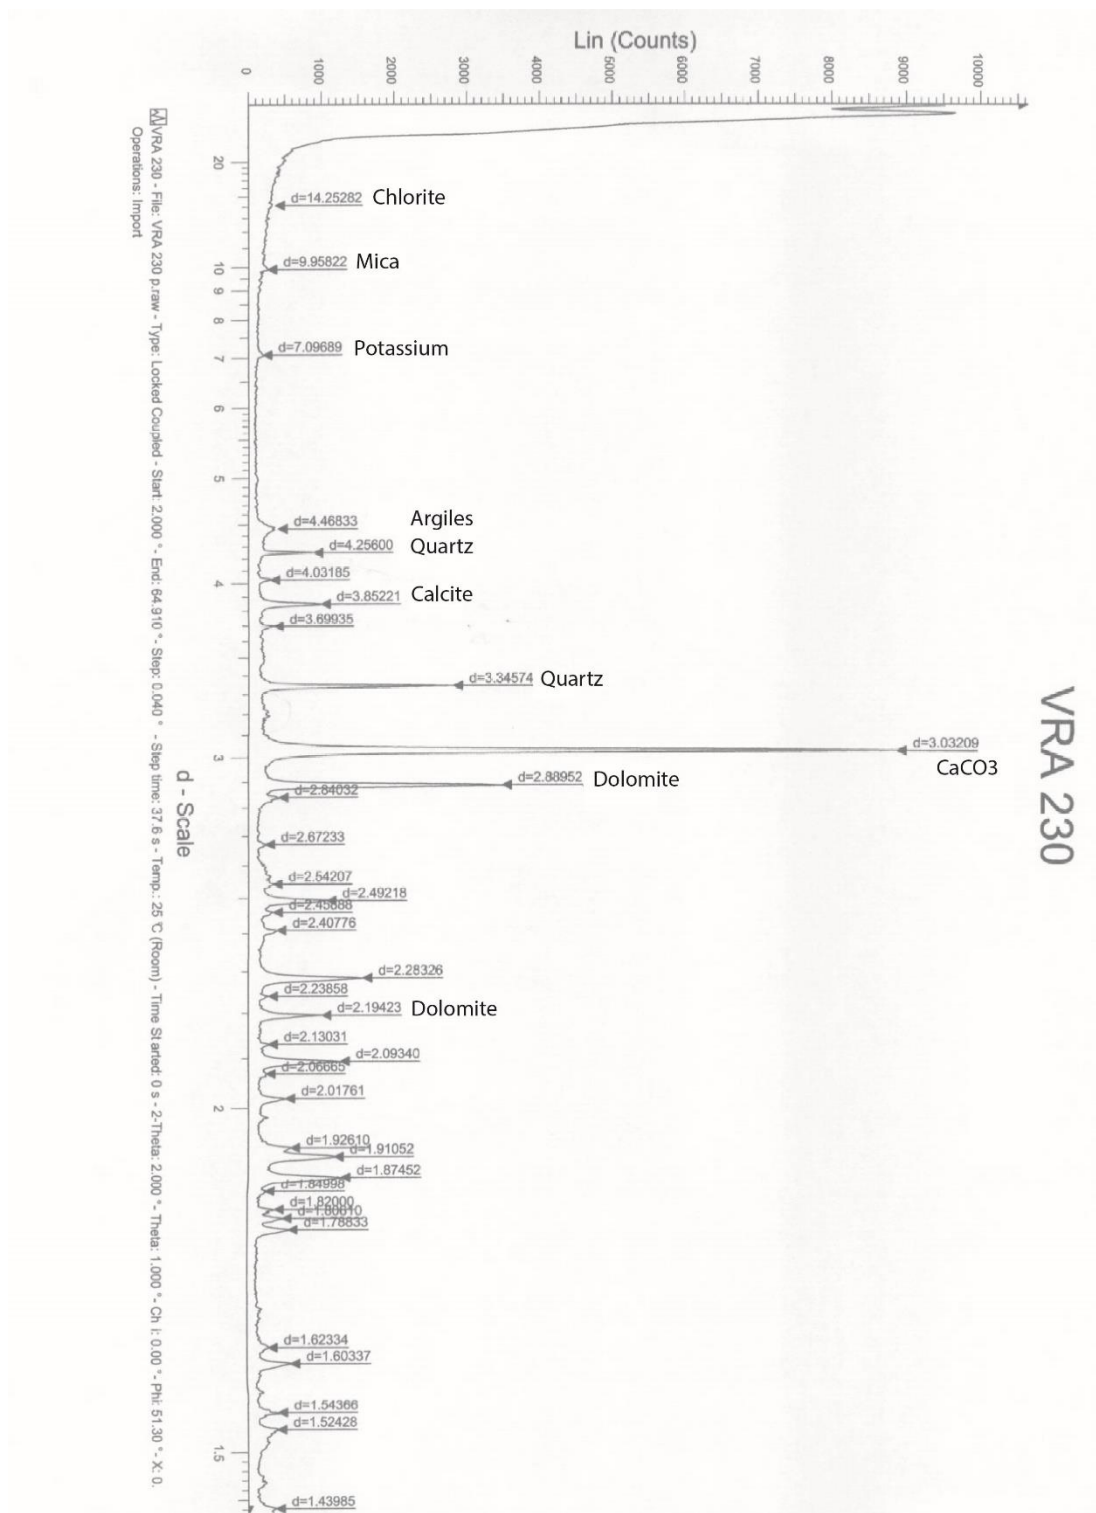 VRA 230
Lin (Counts)
0
1000
2000
3000
4000
5000
6000
7000
8000
9000
10000
20
10
9
8
7
6
5
4
3
2
1.5
d - Scale
d=14.25282 Chlorite
d=9.95822 Mica
d=7.09689 Potassium
d=4.46833 Argiles
d=4.25600 Quartz
d=4.03185
d=3.85221 Calcite
d=3.69935
d=3.34574 Quartz
d=3.03209
CaCO3
d=2.88952 Dolomite
d=2.84032
d=2.67233
d=2.54207
d=2.49218
d=2.45888
d=2.40776
d=2.28326
d=2.23858
d=2.19423 Dolomite
d=2.13031
d=2.09340
d=2.06665
d=2.01761
d=1.92610
d=1.91052
d=1.87452
d=1.84998
d=1.82000
d=1.80610
d=1.78833
d=1.62334
d=1.60337
d=1.54366
d=1.52428
d=1.43985
VRA 230 - File: VRA 230 p.raw - Type: Locked Coupled - Start: 2.000 ° - End: 64.910 ° - Step: 0.040 ° - Step time: 37.6 s - Temp.: 25 °C (Room) - Time Started: 0 s - 2-Theta: 2.000 ° - Theta: 1.000 ° - Chi: 0.00 ° - Phi: 51.30 ° - X: 0.
Operations: Import